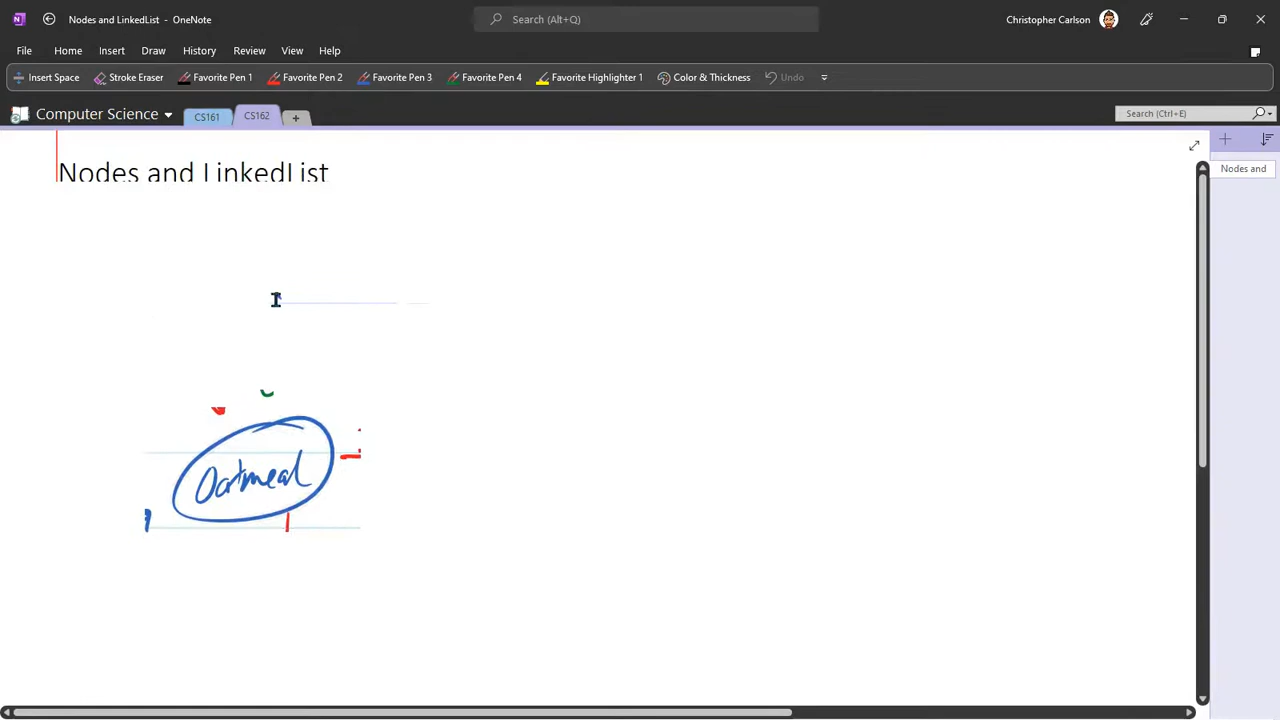 Nodes and LinkedList - OneNote
Search (Alt+Q)
Christopher Carlson
File Home Insert Draw History Review View Help
Insert Space Stroke Eraser Favorite Pen 1 Favorite Pen 2 Favorite Pen 3 Favorite Pen 4 Favorite Highlighter 1 Color & Thickness Undo
Computer Science CS161 CS162 + Search (Ctrl+E)
Nodes and LinkedList
Nodes and
Oatmeal